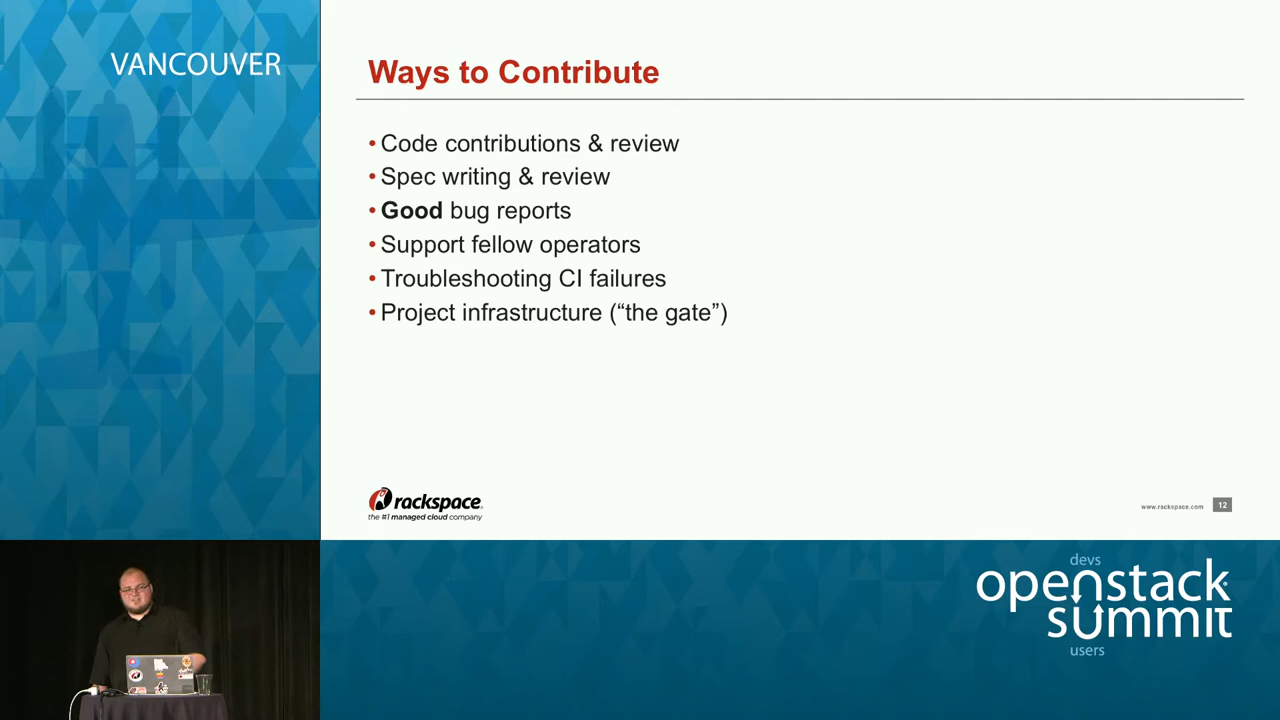 VANCOUVER
Ways to Contribute
• Code contributions & review
• Spec writing & review
• Good bug reports
• Support fellow operators
• Troubleshooting CI failures
• Project infrastructure (“the gate”)
rackspace
the #1 managed cloud company
www.rackspace.com
12
devs
openstack
summit
users